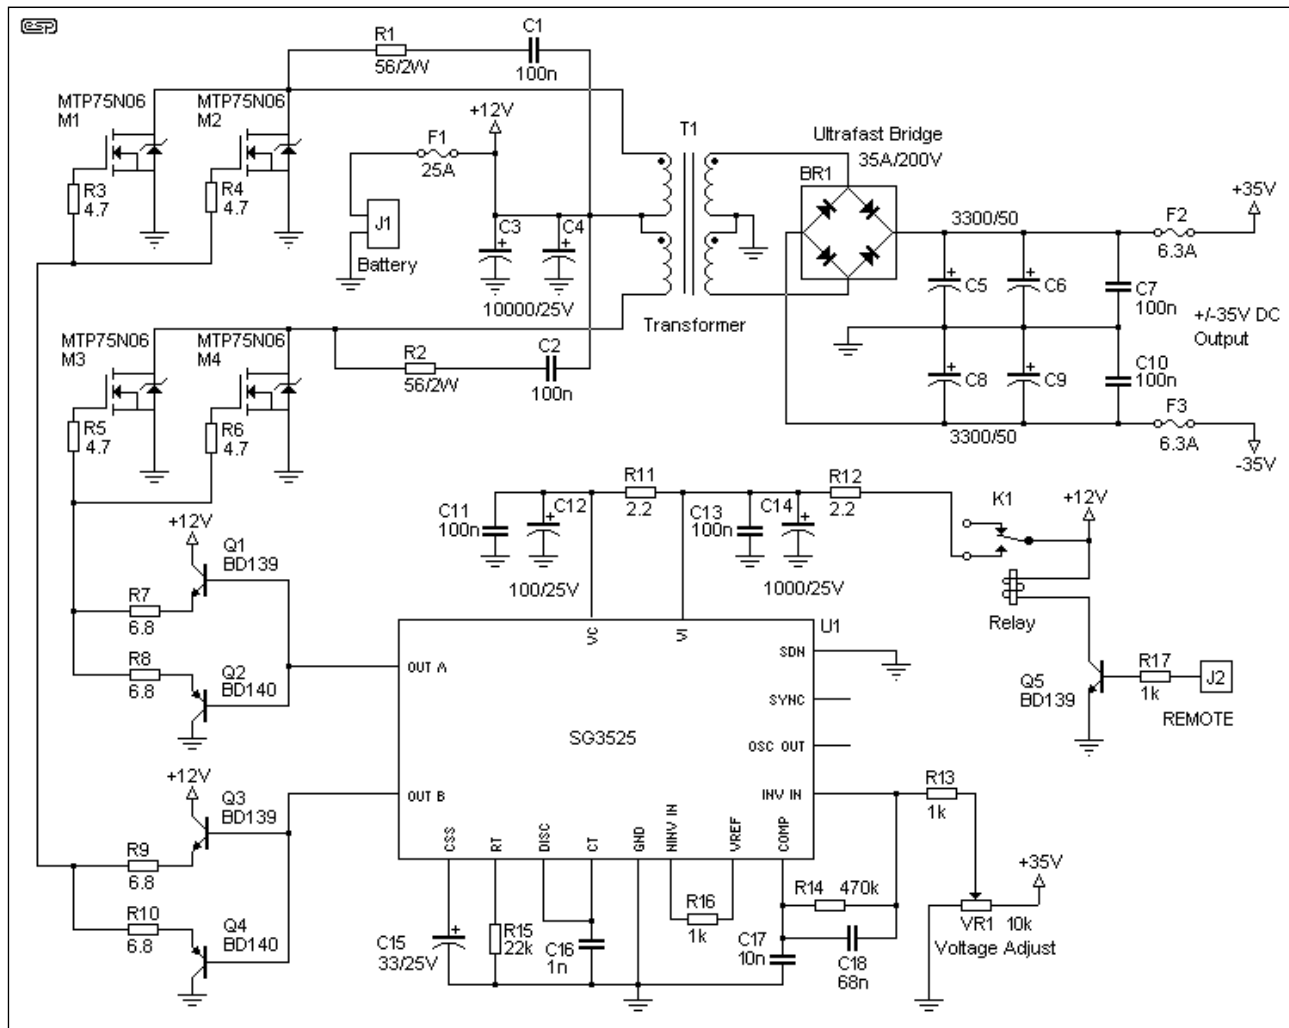 esp
R1
56/2W
C1
100n
MTP75N06
M1
MTP75N06
M2
+12V
F1
25A
T1
Ultrafast Bridge
35A/200V
BR1
R3
4.7
R4
4.7
J1
Battery
C3
C4
10000/25V
3300/50
F2
6.3A
+35V
C5
C6
C7
100n
Transformer
+/-35V DC
Output
MTP75N06
M3
MTP75N06
M4
R2
56/2W
C2
100n
C8
C9
C10
100n
F3
6.3A
3300/50
-35V
R5
4.7
R6
4.7
R11
2.2
R12
2.2
C11
100n
C12
100/25V
C13
100n
C14
1000/25V
K1
+12V
Relay
+12V
Q1
BD139
R7
6.8
R8
6.8
Q2
BD140
VC
VI
U1
OUT A
SDN
SYNC
OSC OUT
SG3525
Q5
BD139
R17
1k
J2
REMOTE
+12V
Q3
BD139
OUT B
INV IN
R13
1k
R9
6.8
R10
6.8
Q4
BD140
CSS
RT
DISC
CT
GND
NINV IN
VREF
COMP
+35V
R14 470k
R16
1k
VR1 10k
Voltage Adjust
C15
33/25V
R15
22k
C16
1n
C17
10n
C18
68n